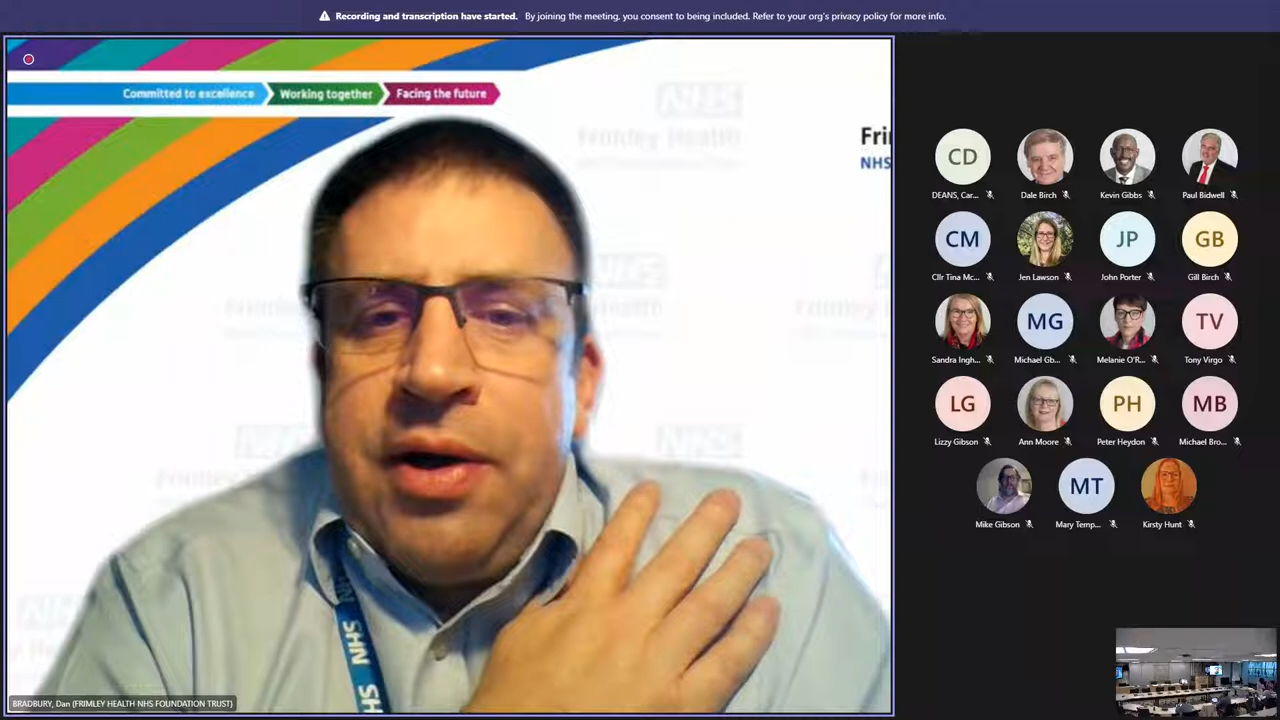 Recording and transcription have started. By joining the meeting, you consent to being included. Refer to your org's privacy policy for more info.
Committed to excellence Working together Facing the future
NHS
Frimley Health
Fri
NHS
CD
DEANS, Car...
Dale Birch
Kevin Gibbs
Paul Bidwell
CM
Cllr Tina Mc...
Jen Lawson
JP
John Porter
GB
Gill Birch
Sandra Ingh...
MG
Michael Gb...
Melanie O'R...
TV
Tony Virgo
LG
Lizzy Gibson
Ann Moore
PH
Peter Heydon
MB
Michael Bro...
Mike Gibson
MT
Mary Temp...
Kirsty Hunt
NHS
BRADBURY, Dan (FRIMLEY HEALTH NHS FOUNDATION TRUST)